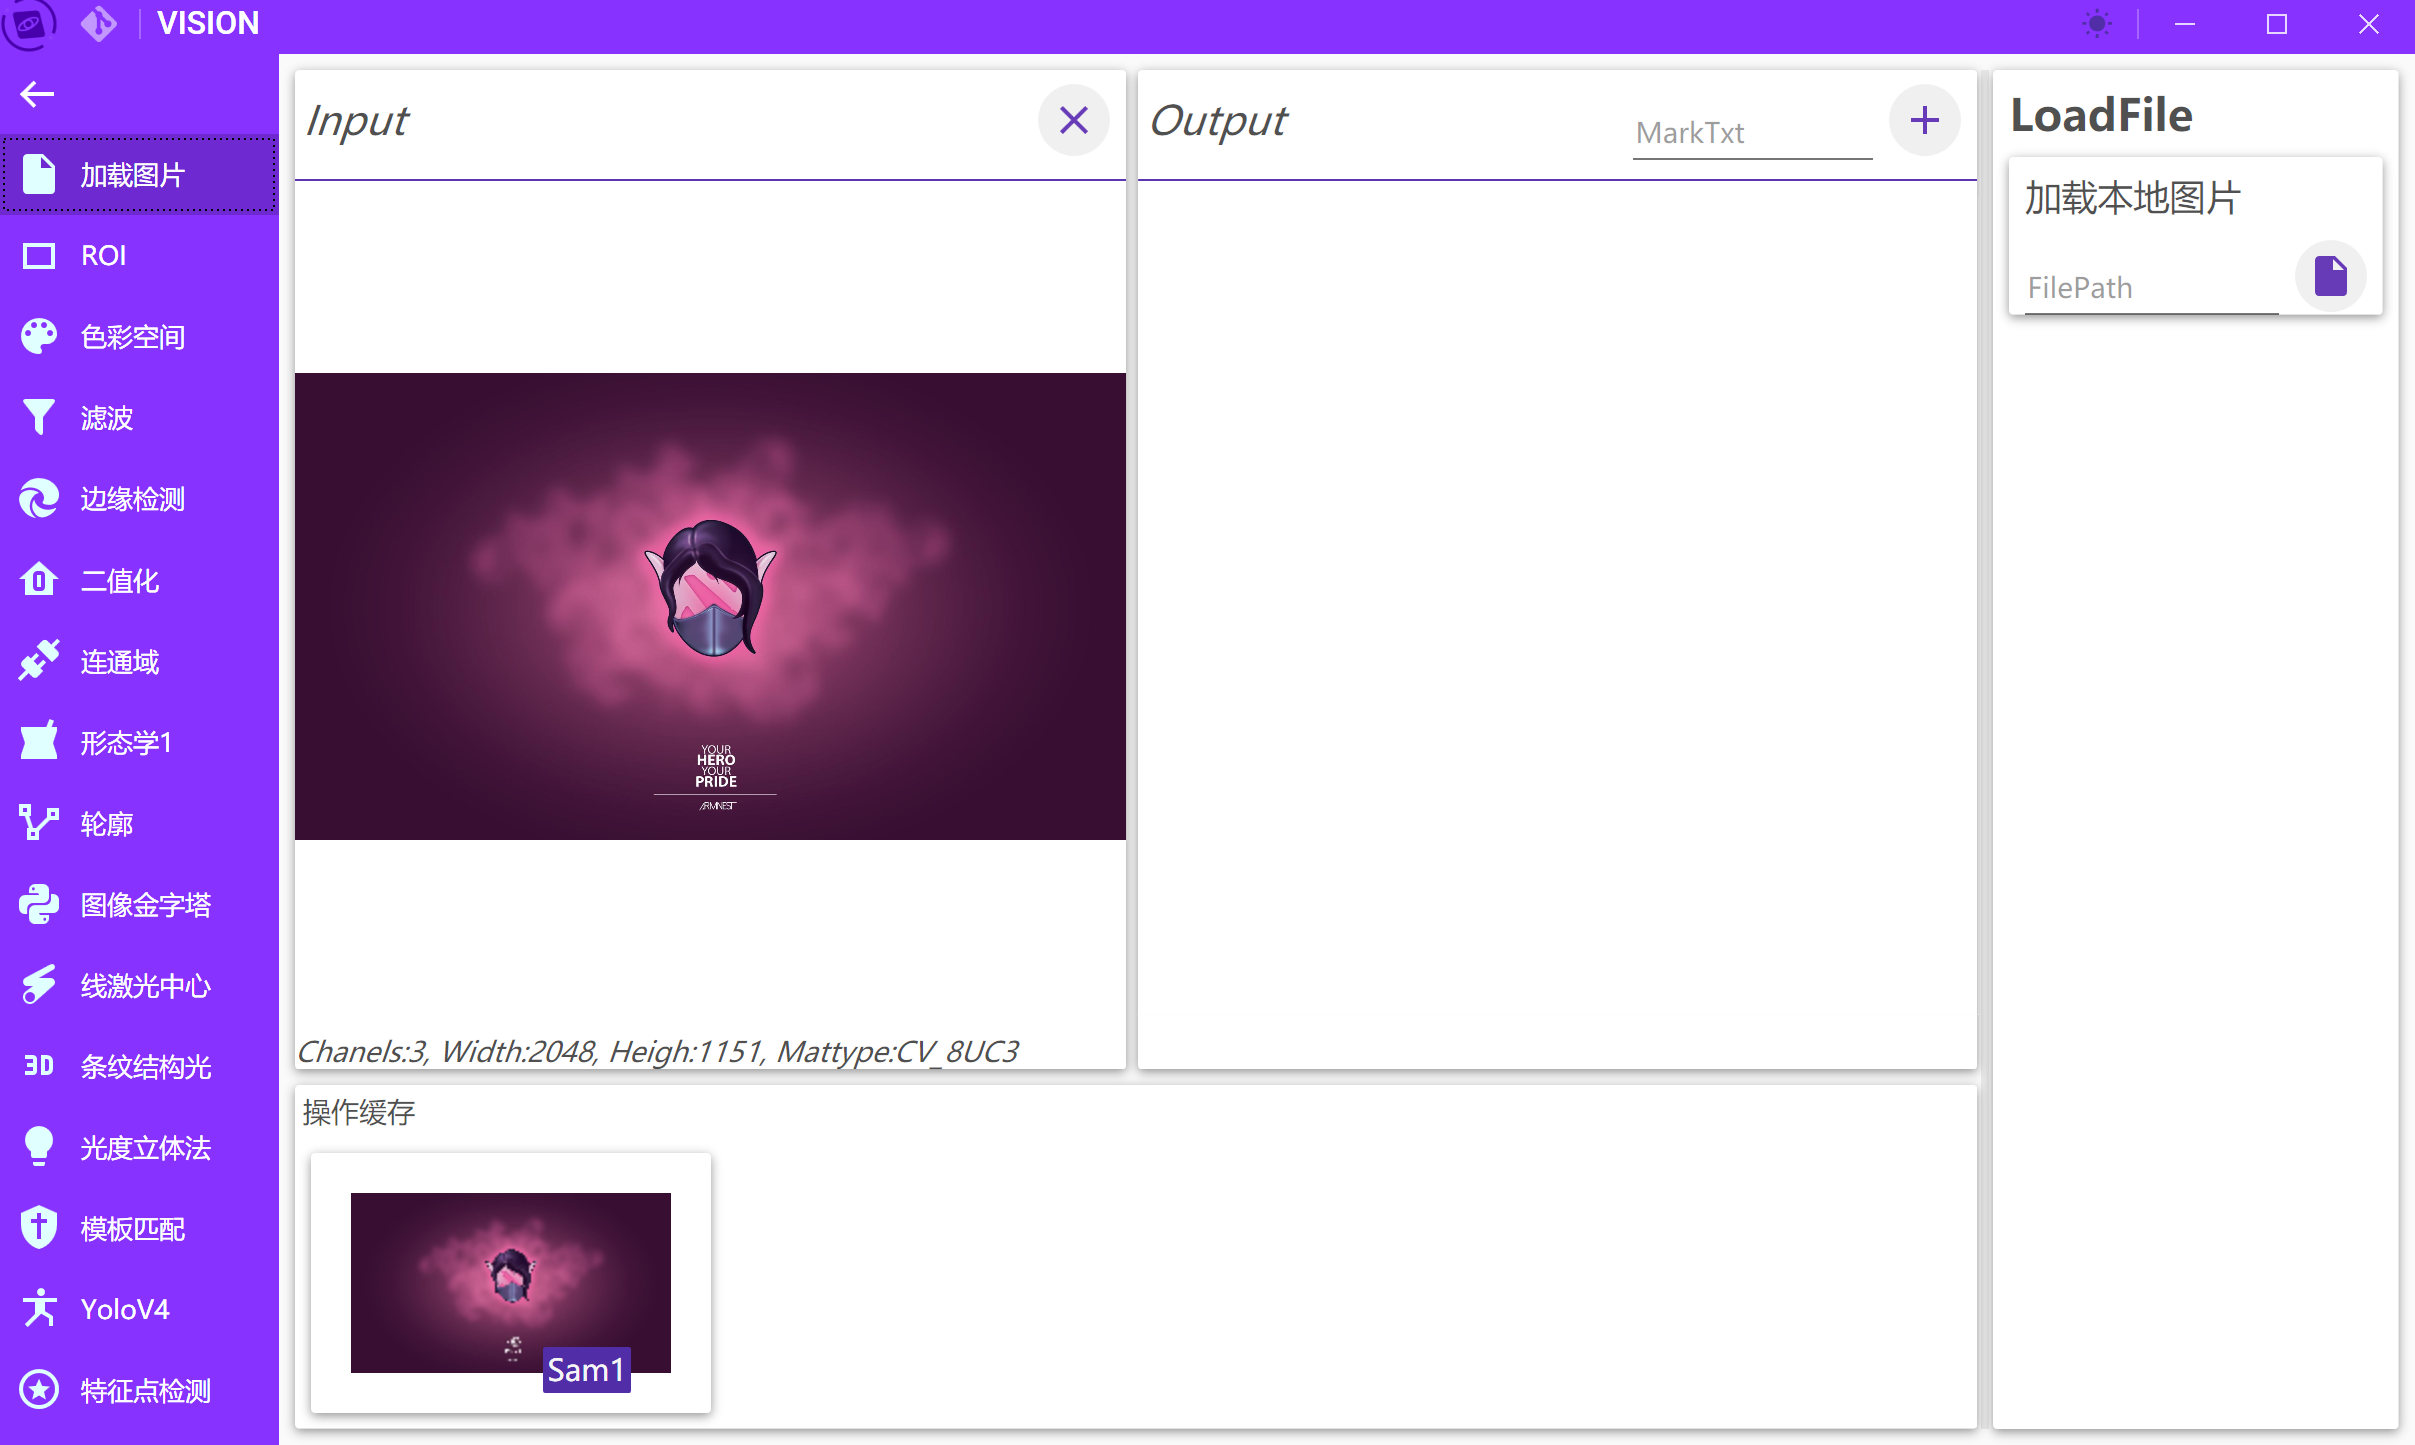 VISION
加载图片
ROI
色彩空间
滤波
边缘检测
二值化
连通域
形态学1
轮廓
图像金字塔
线激光中心
3D 条纹结构光
光度立体法
模板匹配
YoloV4
特征点检测
Input
YOUR
HERO
YOUR
PRIDE
ARMNEST
Chanels:3, Width:2048, Heigh:1151, Mattype:CV_8UC3
Output
MarkTxt
操作缓存
Sam1
LoadFile
加载本地图片
FilePath